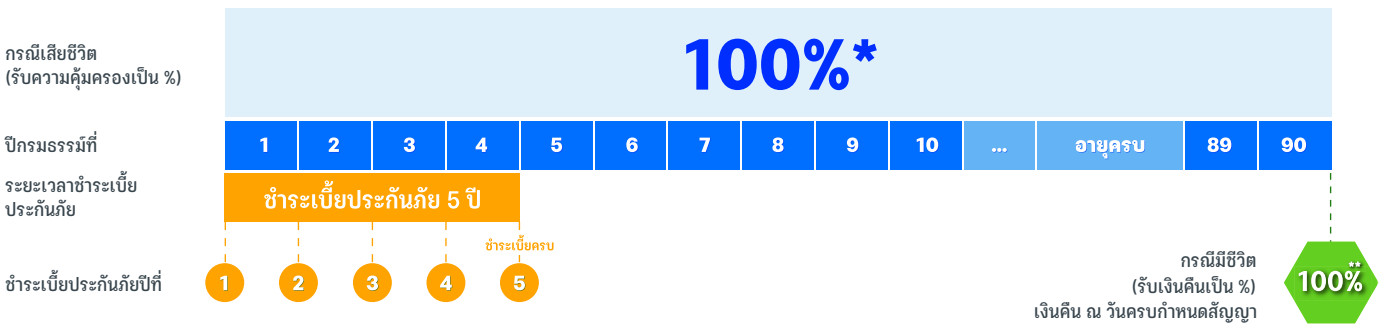 กรณีเสียชีวิต
(รับความคุ้มครองเป็น %)
100%*
ปีกรมธรรม์ที่
1 2 3 4 5 6 7 8 9 10 ... อายุครบ 89 90
ระยะเวลาชำระเบี้ย
ประกันภัย
ชำระเบี้ยประกันภัย 5 ปี
ชำระเบี้ยครบ
ชำระเบี้ยประกันภัยปีที่
1 2 3 4 5
กรณีมีชีวิต
(รับเงินคืนเป็น %)
เงินคืน ณ วันครบกำหนดสัญญา
100%**